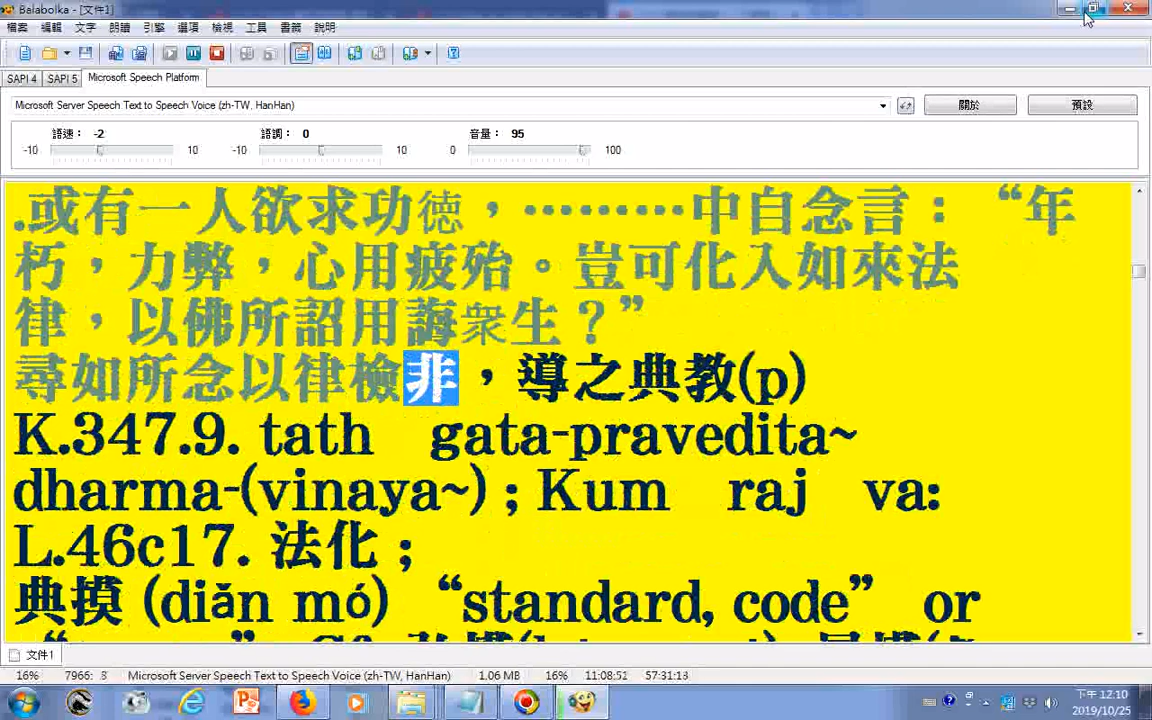 Balabolka - [文件1]
檔案 編輯 文字 朗讀 引擎 選項 檢視 工具 書籤 說明
SAPI 4 SAPI 5 Microsoft Speech Platform
Microsoft Server Speech Text to Speech Voice (zh-TW, HanHan) 關於 預設
語速： -2 語調： 0 音量： 95
-10 10 -10 10 0 100
.或有一人欲求功德，………中自念言：“年
朽，力弊，心用疲殆。豈可化入如來法
律，以佛所詔用誨衆生？”
尋如所念以律檢非，導之典教(p)
K.347.9. tath gata-pravedita~
dharma-(vinaya~) ; Kum raj va:
L.46c17. 法化；
典摸 (diǎn mó) “standard, code” or
文件1
16% 7966: 8 Microsoft Server Speech Text to Speech Voice (zh-TW, HanHan) 1,06 MB 16% 11:08:52 57:31:13
下午 12:10
2019/10/25